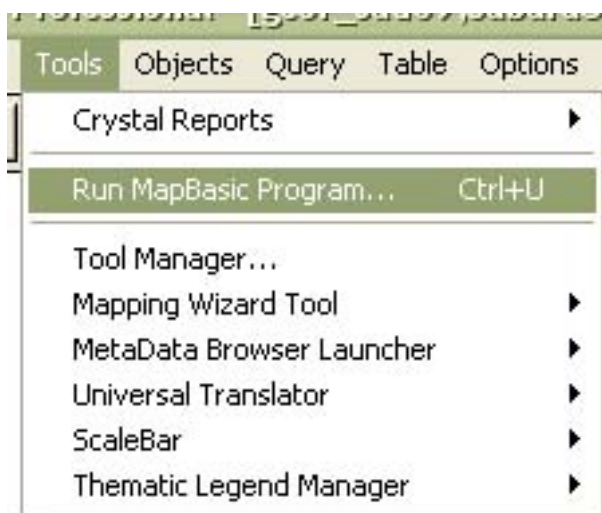 Professional
Tools Objects Query Table Options
Crystal Reports
Run MapBasic Program... Ctrl+U
Tool Manager...
Mapping Wizard Tool
MetaData Browser Launcher
Universal Translator
ScaleBar
Thematic Legend Manager